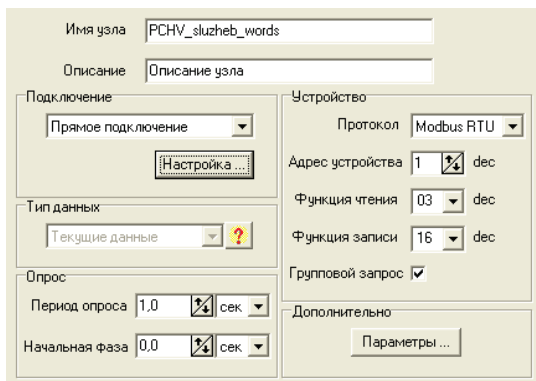 Имя узла PCHV_sluzheb_words
Описание Описание узла
Подключение
Прямое подключение
Настройка ...
Тип данных
Текущие данные ?
Опрос
Период опроса 1,0 сек
Начальная фаза 0,0 сек
Устройство
Протокол Modbus RTU
Адрес устройства 1 dec
Функция чтения 03 dec
Функция записи 16 dec
Групповой запрос
Дополнительно
Параметры ...